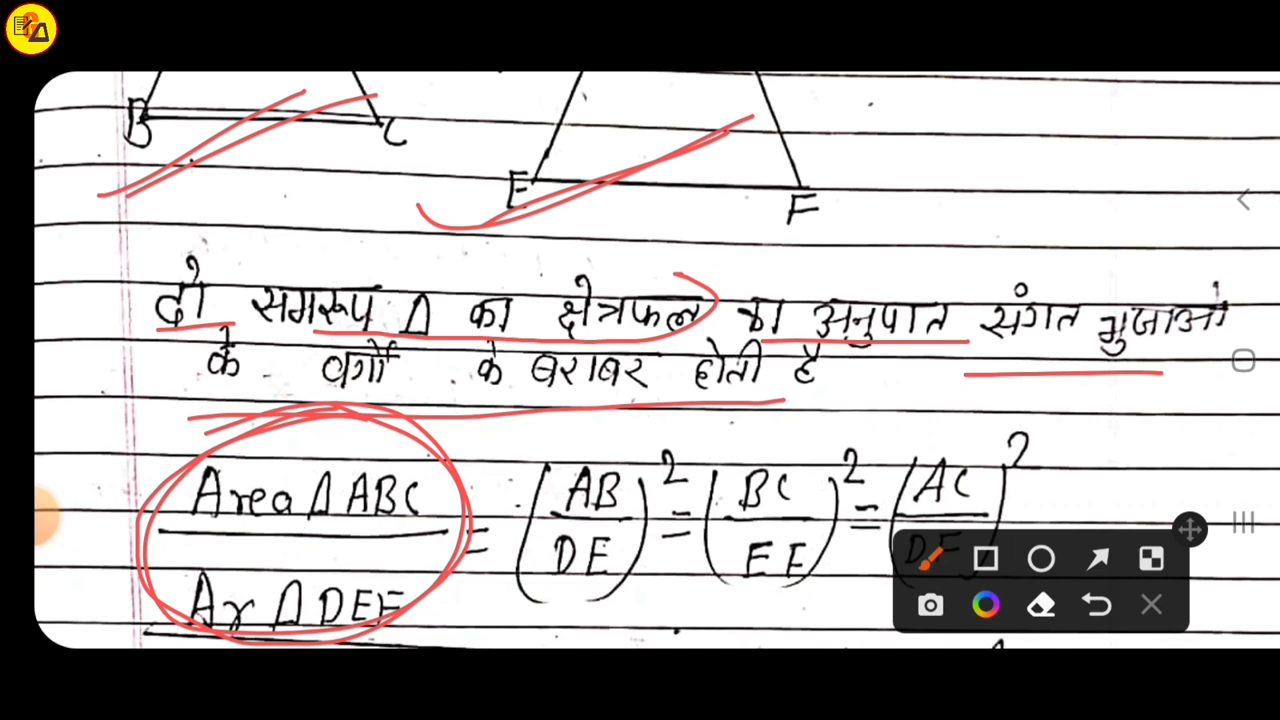 B C
E F
दो समरूप Δ का क्षेत्रफल का अनुपात संगत भुजाओ
के वर्गो के बराबर होती है
Area Δ ABC / Ar Δ DEF = (AB/DE)² = (BC/EF)² = (AC/DF)²